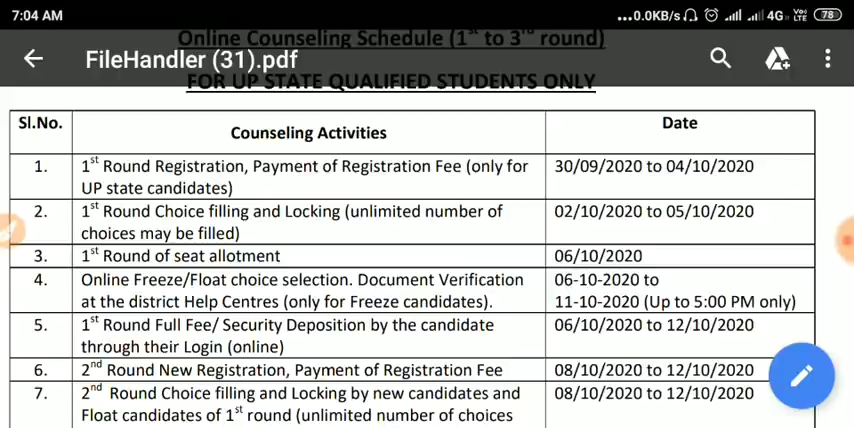 7:04 AM ...0.0KB/s 4G VoLTE 78
Online Counseling Schedule (1st to 3rd round)
FileHandler (31).pdf
FOR UP STATE QUALIFIED STUDENTS ONLY
Sl.No. Counseling Activities Date
1. 1st Round Registration, Payment of Registration Fee (only for 30/09/2020 to 04/10/2020
UP state candidates)
2. 1st Round Choice filling and Locking (unlimited number of 02/10/2020 to 05/10/2020
choices may be filled)
3. 1st Round of seat allotment 06/10/2020
4. Online Freeze/Float choice selection. Document Verification 06-10-2020 to
at the district Help Centres (only for Freeze candidates). 11-10-2020 (Up to 5:00 PM only)
5. 1st Round Full Fee/ Security Deposition by the candidate 06/10/2020 to 12/10/2020
through their Login (online)
6. 2nd Round New Registration, Payment of Registration Fee 08/10/2020 to 12/10/2020
7. 2nd Round Choice filling and Locking by new candidates and 08/10/2020 to 12/10/2020
Float candidates of 1st round (unlimited number of choices